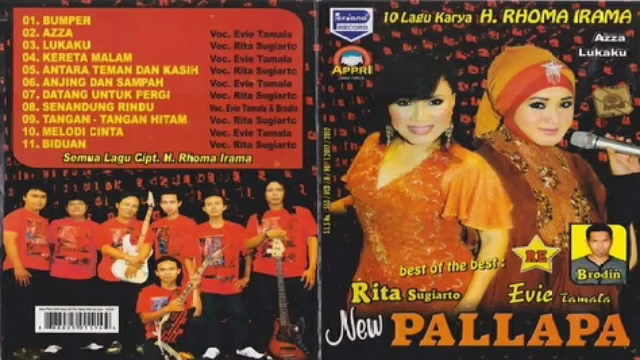 01. BUMPER
02. AZZA Voc. Evie Tamala
03. LUKAKU Voc. Rita Sugiarto
04. KERETA MALAM Voc. Evie Tamala
05. ANTARA TEMAN DAN KASIH Voc. Rita Sugiarto
06. ANJING DAN SAMPAH Voc. Evie Tamala
07. DATANG UNTUK PERGI Voc. Rita Sugiarto
08. SENANDUNG RINDU Voc. Evie Tamala & Brodin
09. TANGAN - TANGAN HITAM Voc. Rita Sugiarto
10. MELODI CINTA Voc. Evie Tamala
11. BIDUAN Voc. Rita Sugiarto
Semua Lagu Cipt. H. Rhoma Irama
RECORD
APPRI
10 Lagu Karya H. RHOMA IRAMA
Azza
Lukaku
best of the best :
RK
Brodin
Rita Sugiarto
Evie Tamala
New PALLAPA